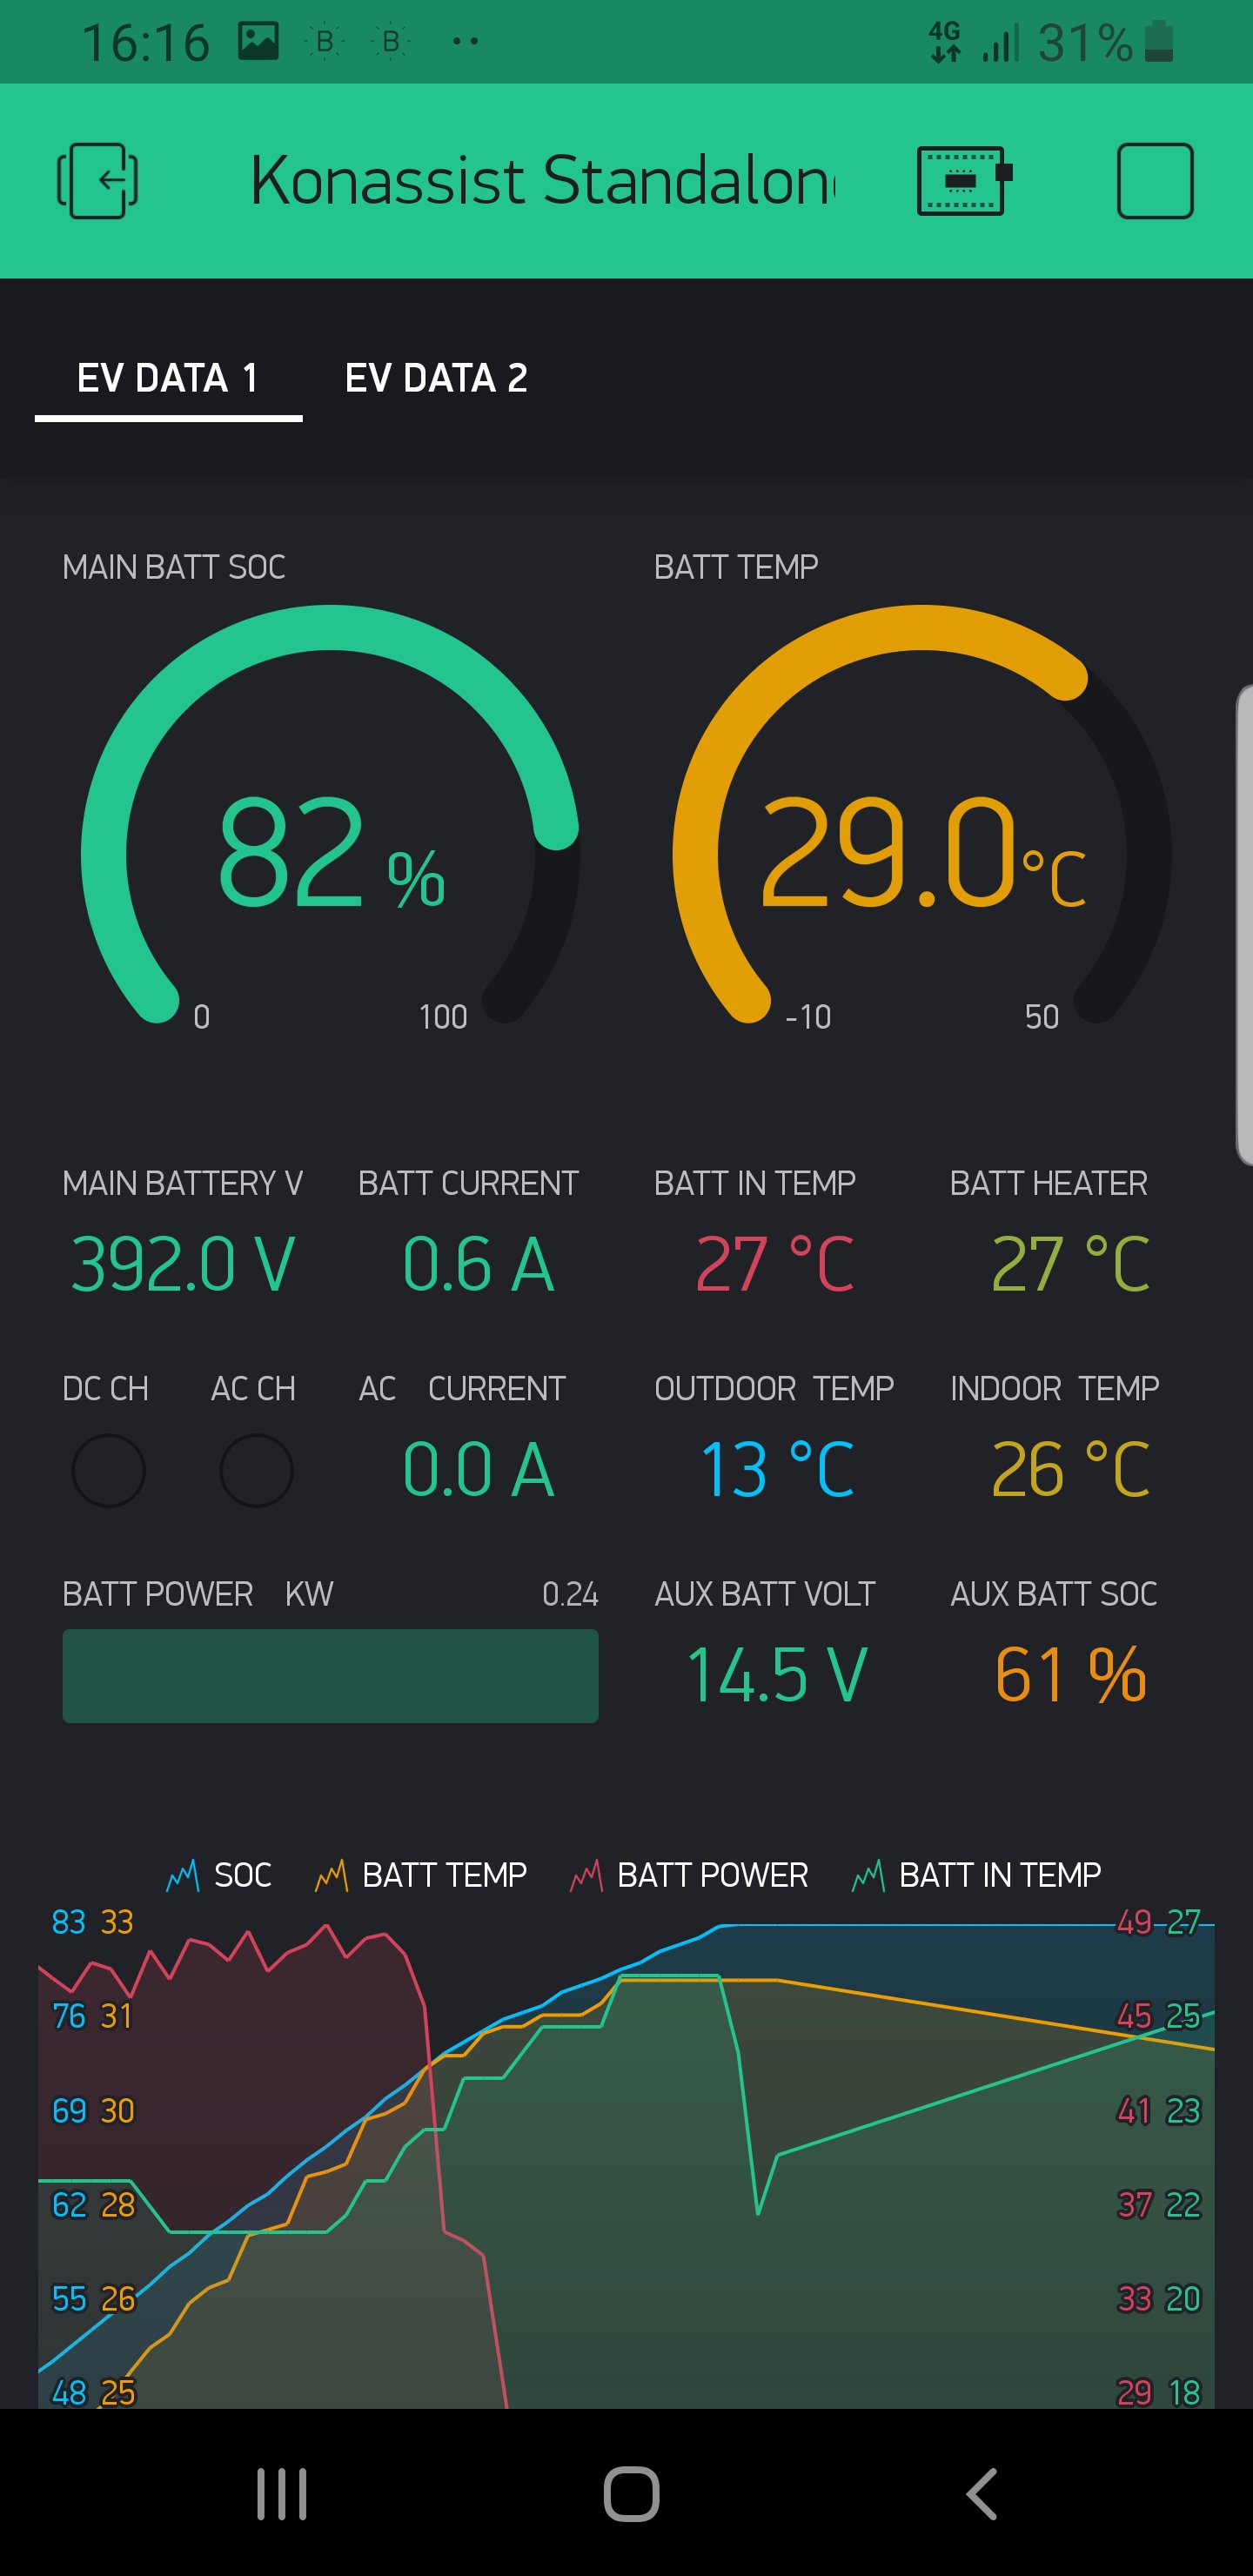 16:16 B B 4G 31%
Konassist Standalon
EV DATA 1 EV DATA 2
MAIN BATT SOC BATT TEMP
82 % 29.0°C
0 100 -10 50
MAIN BATTERY V BATT CURRENT BATT IN TEMP BATT HEATER
392.0 V 0.6 A 27 °C 27 °C
DC CH AC CH AC CURRENT OUTDOOR TEMP INDOOR TEMP
0.0 A 13 °C 26 °C
BATT POWER KW 0.24 AUX BATT VOLT AUX BATT SOC
14.5 V 61 %
SOC BATT TEMP BATT POWER BATT IN TEMP
83 33 49 27
76 31 45 25
69 30 41 23
62 28 37 22
55 26 33 20
48 25 29 18